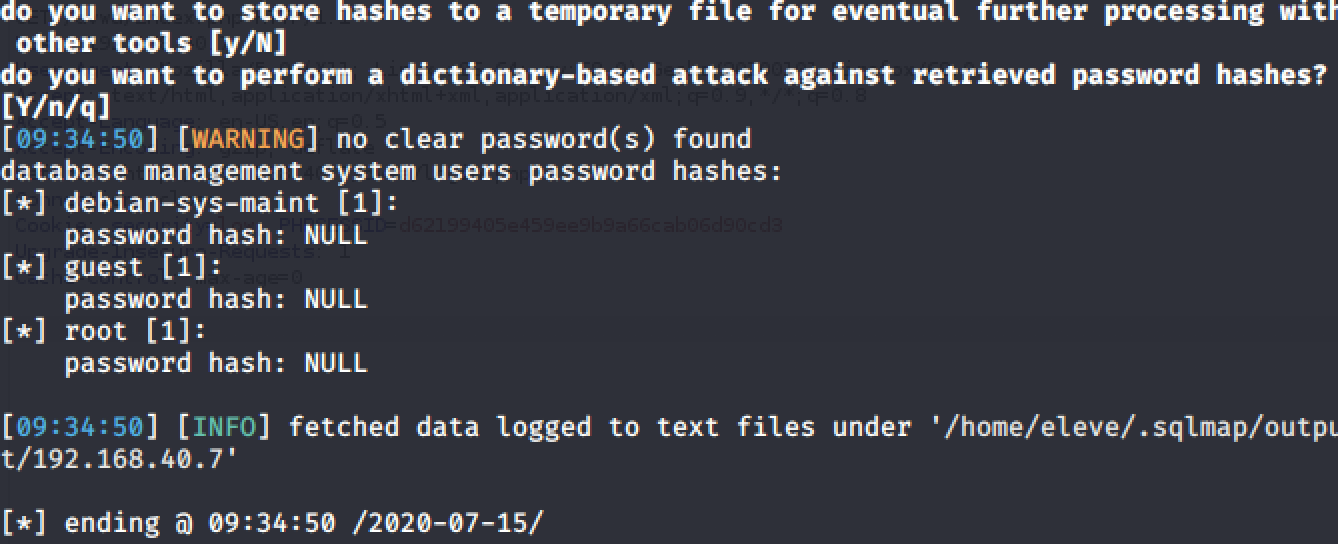 do you want to store hashes to a temporary file for eventual further processing with
other tools [y/N]
do you want to perform a dictionary-based attack against retrieved password hashes?
[Y/n/q]
[09:34:50] [WARNING] no clear password(s) found
database management system users password hashes:
[*] debian-sys-maint [1]:
password hash: NULL
[*] guest [1]:
password hash: NULL
[*] root [1]:
password hash: NULL
[09:34:50] [INFO] fetched data logged to text files under '/home/eleve/.sqlmap/outpu
t/192.168.40.7'
[*] ending @ 09:34:50 /2020-07-15/